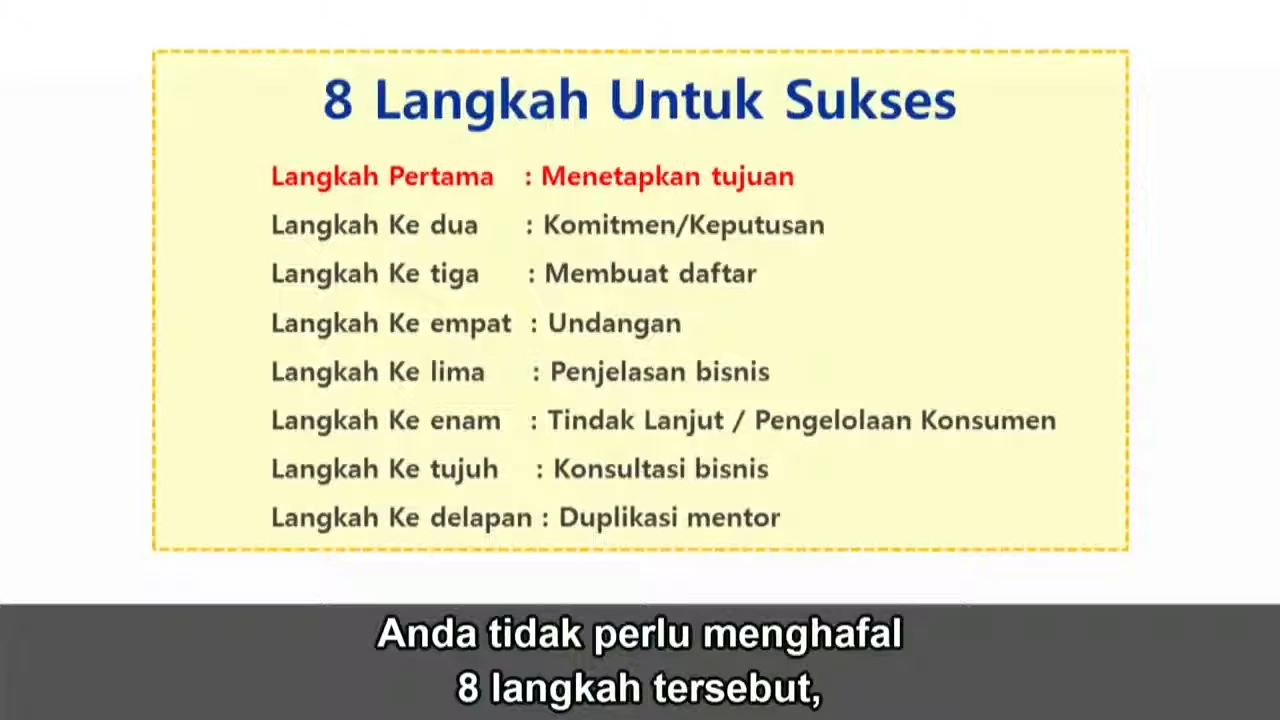 8 Langkah Untuk Sukses
Langkah Pertama : Menetapkan tujuan
Langkah Ke dua : Komitmen/Keputusan
Langkah Ke tiga : Membuat daftar
Langkah Ke empat : Undangan
Langkah Ke lima : Penjelasan bisnis
Langkah Ke enam : Tindak Lanjut / Pengelolaan Konsumen
Langkah Ke tujuh : Konsultasi bisnis
Langkah Ke delapan : Duplikasi mentor
Anda tidak perlu menghafal
8 langkah tersebut,